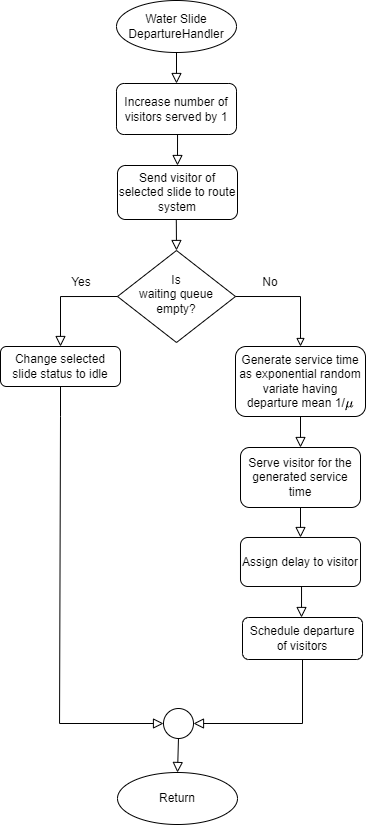 Water Slide
DepartureHandler
Increase number of
visitors served by 1
Send visitor of
selected slide to route
system
Is
waiting queue
empty?
Yes
No
Change selected
slide status to idle
Generate service time
as exponential random
variate having
departure mean 1/μ
Serve visitor for the
generated service
time
Assign delay to visitor
Schedule departure
of visitors
Return